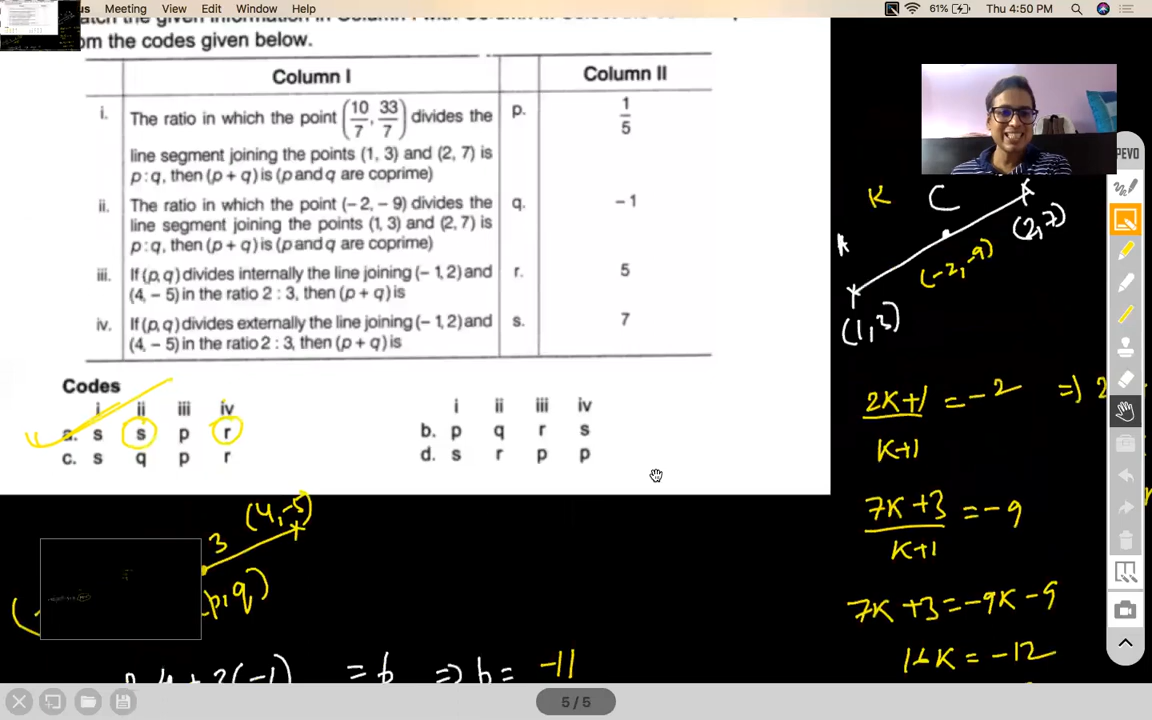 us Meeting View Edit Window Help
61% Thu 4:50 PM
om the codes given below.
Column I Column II
i. The ratio in which the point (10/7, 33/7) divides the line segment joining the points (1, 3) and (2, 7) is p : q, then (p + q) is (p and q are coprime) p. 1/5
ii. The ratio in which the point (– 2, – 9) divides the line segment joining the points (1, 3) and (2, 7) is p : q, then (p + q) is (p and q are coprime) q. – 1
iii. If (p, q) divides internally the line joining (– 1, 2) and (4, – 5) in the ratio 2 : 3, then (p + q) is r. 5
iv. If (p, q) divides externally the line joining (– 1, 2) and (4, – 5) in the ratio 2 : 3, then (p + q) is s. 7
Codes
i ii iii iv
a. s s p r
c. s q p r
i ii iii iv
b. p q r s
d. s r p p
K C
(2,7)
(-2,-9)
(1,3)
2K+1/K+1 = -2 =) 2
7K+3/K+1 = -9
7K+3 = -9K-9
16K = -12
3 (4,-5)
(p,q)
= p =) p = -11
EVO
5 / 5